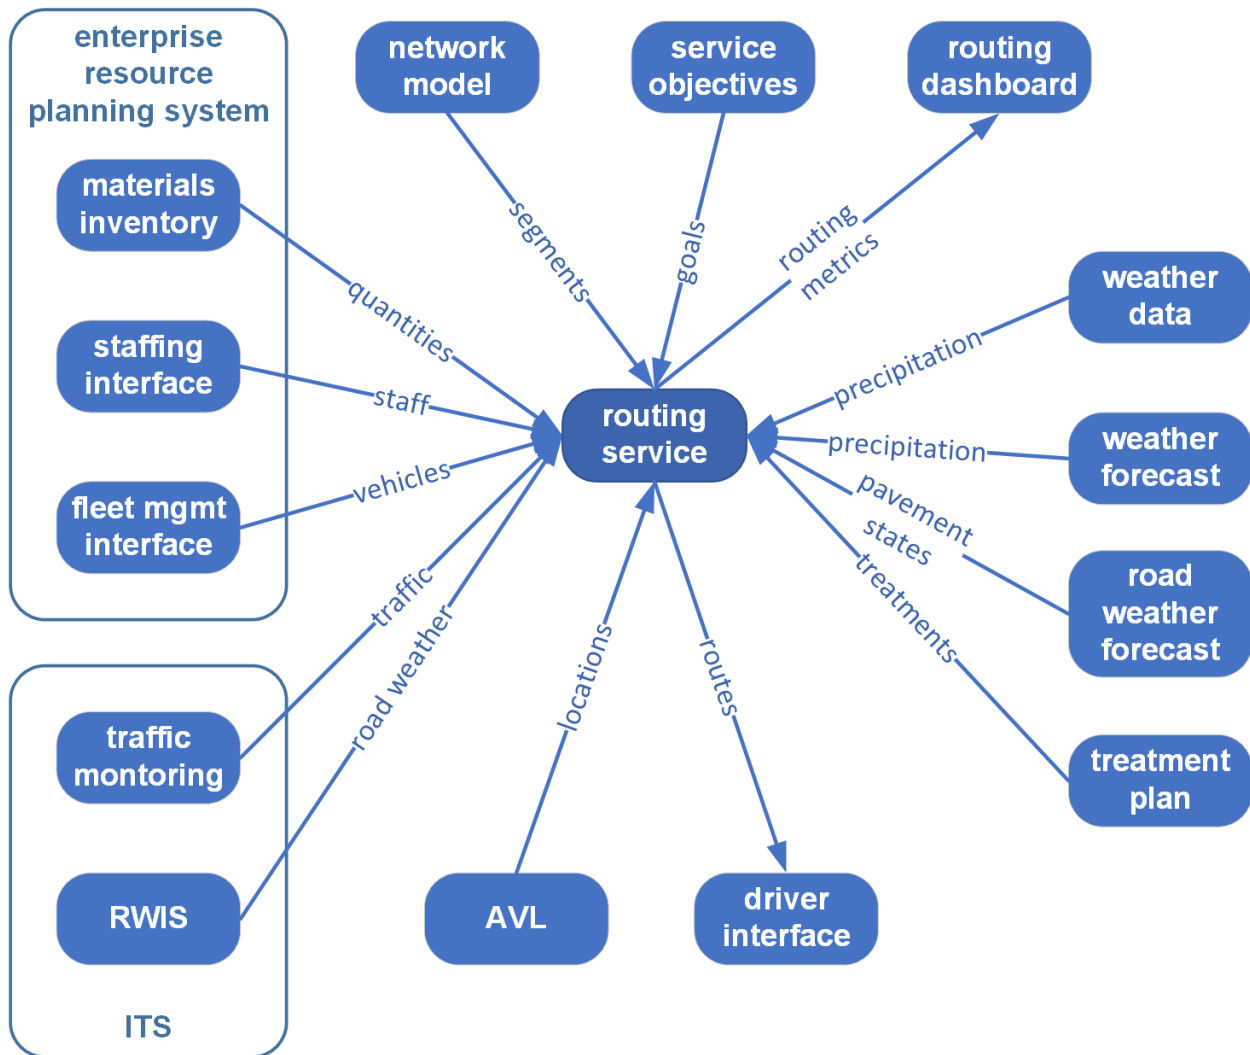 enterprise
resource
planning system
materials
inventory
staffing
interface
fleet mgmt
interface
traffic
montoring
RWIS
ITS
network
model
service
objectives
routing
dashboard
segments
goals
routing
metrics
quantities
staff
vehicles
traffic
road weather
routing
service
precipitation
precipitation
pavement
states
treatments
locations
routes
weather
data
weather
forecast
road
weather
forecast
treatment
plan
AVL
driver
interface